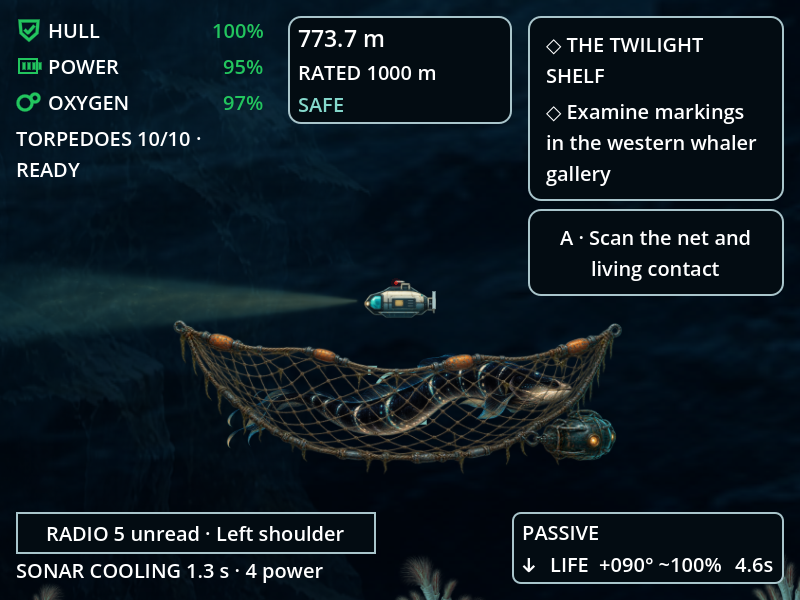 HULL 100%
POWER 95%
OXYGEN 97%
TORPEDOES 10/10 ·
READY
773.7 m
RATED 1000 m
SAFE
◇ THE TWILIGHT
SHELF
◇ Examine markings
in the western whaler
gallery
A · Scan the net and
living contact
RADIO 5 unread · Left shoulder
SONAR COOLING 1.3 s · 4 power
PASSIVE
↓ LIFE +090° ~100% 4.6s